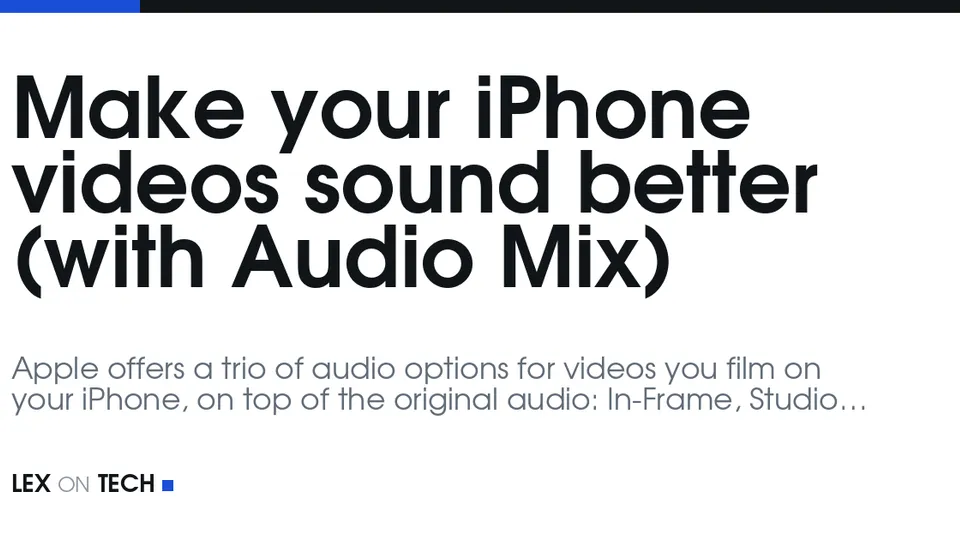 Make your iPhone
videos sound better
(with Audio Mix)
Apple offers a trio of audio options for videos you film on
your iPhone, on top of the original audio: In-Frame, Studio…
LEX ON TECH